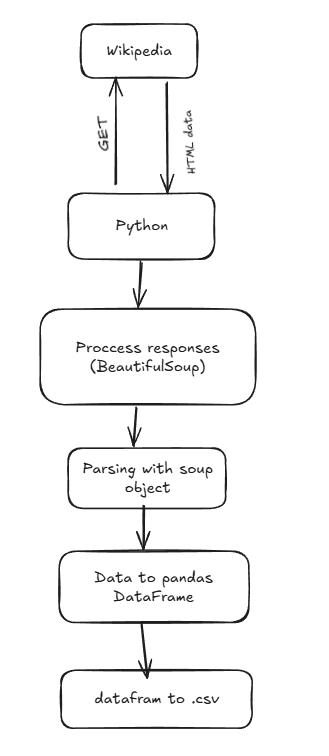 Wikipedia
GET
HTML data
Python
Proccess responses
(BeautifulSoup)
Parsing with soup
object
Data to pandas
DataFrame
datafram to .csv